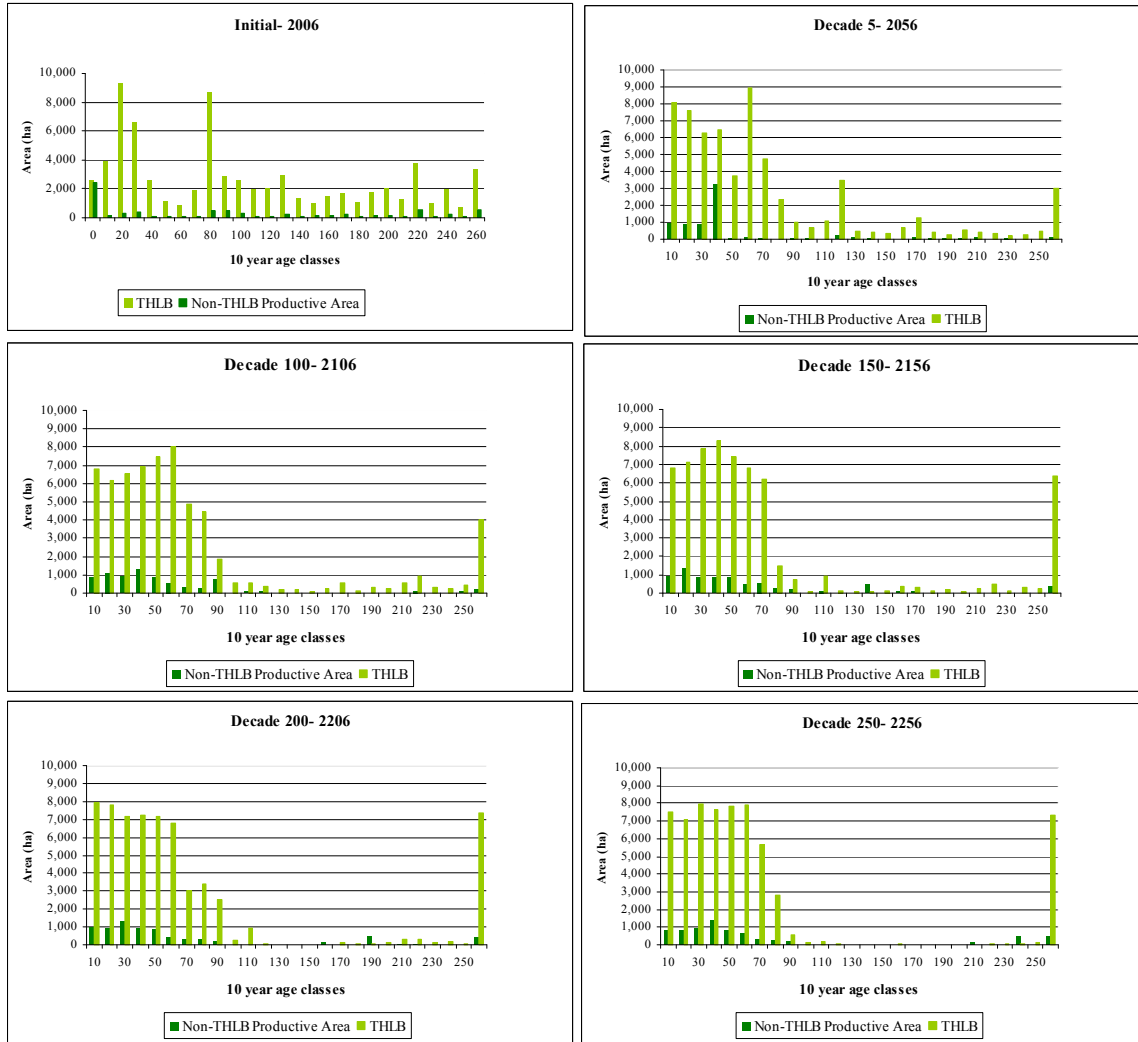 Initial- 2006
10,000
8,000
6,000
4,000
2,000
0
Area (ha)
0 20 40 60 80 100 120 140 160 180 200 220 240 260
10 year age classes
THLB Non-THLB Productive Area
Decade 5- 2056
10,000
9,000
8,000
7,000
6,000
5,000
4,000
3,000
2,000
1,000
0
Area (ha)
10 30 50 70 90 110 130 150 170 190 210 230 250
10 year age classes
Non-THLB Productive Area THLB
Decade 100- 2106
10,000
9,000
8,000
7,000
6,000
5,000
4,000
3,000
2,000
1,000
0
Area (ha)
10 30 50 70 90 110 130 150 170 190 210 230 250
10 year age classes
Non-THLB Productive Area THLB
Decade 150- 2156
10,000
9,000
8,000
7,000
6,000
5,000
4,000
3,000
2,000
1,000
0
Area (ha)
10 30 50 70 90 110 130 150 170 190 210 230 250
10 year age classes
Non-THLB Productive Area THLB
Decade 200- 2206
10,000
9,000
8,000
7,000
6,000
5,000
4,000
3,000
2,000
1,000
0
Area (ha)
10 30 50 70 90 110 130 150 170 190 210 230 250
10 year age classes
Non-THLB Productive Area THLB
Decade 250- 2256
10,000
9,000
8,000
7,000
6,000
5,000
4,000
3,000
2,000
1,000
0
Area (ha)
10 30 50 70 90 110 130 150 170 190 210 230 250
10 year age classes
Non-THLB Productive Area THLB